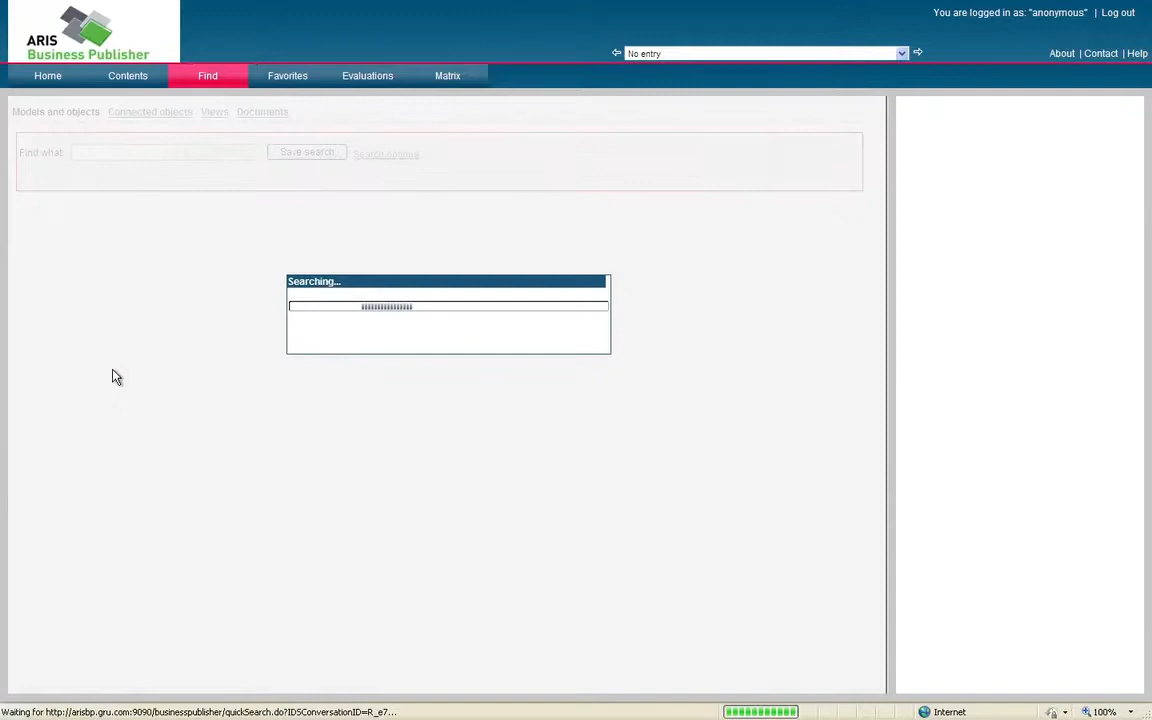 You are logged in as: "anonymous" | Log out
ARIS
Business Publisher
No entry
About | Contact | Help
Home Contents Find Favorites Evaluations Matrix
Models and objects Connected objects Views Documents
Find what: Save search Search options
Searching...
Waiting for http://arisbp.gru.com:9090/businesspublisher/quickSearch.do?IDSConversationID=R_e7...
Internet 100%